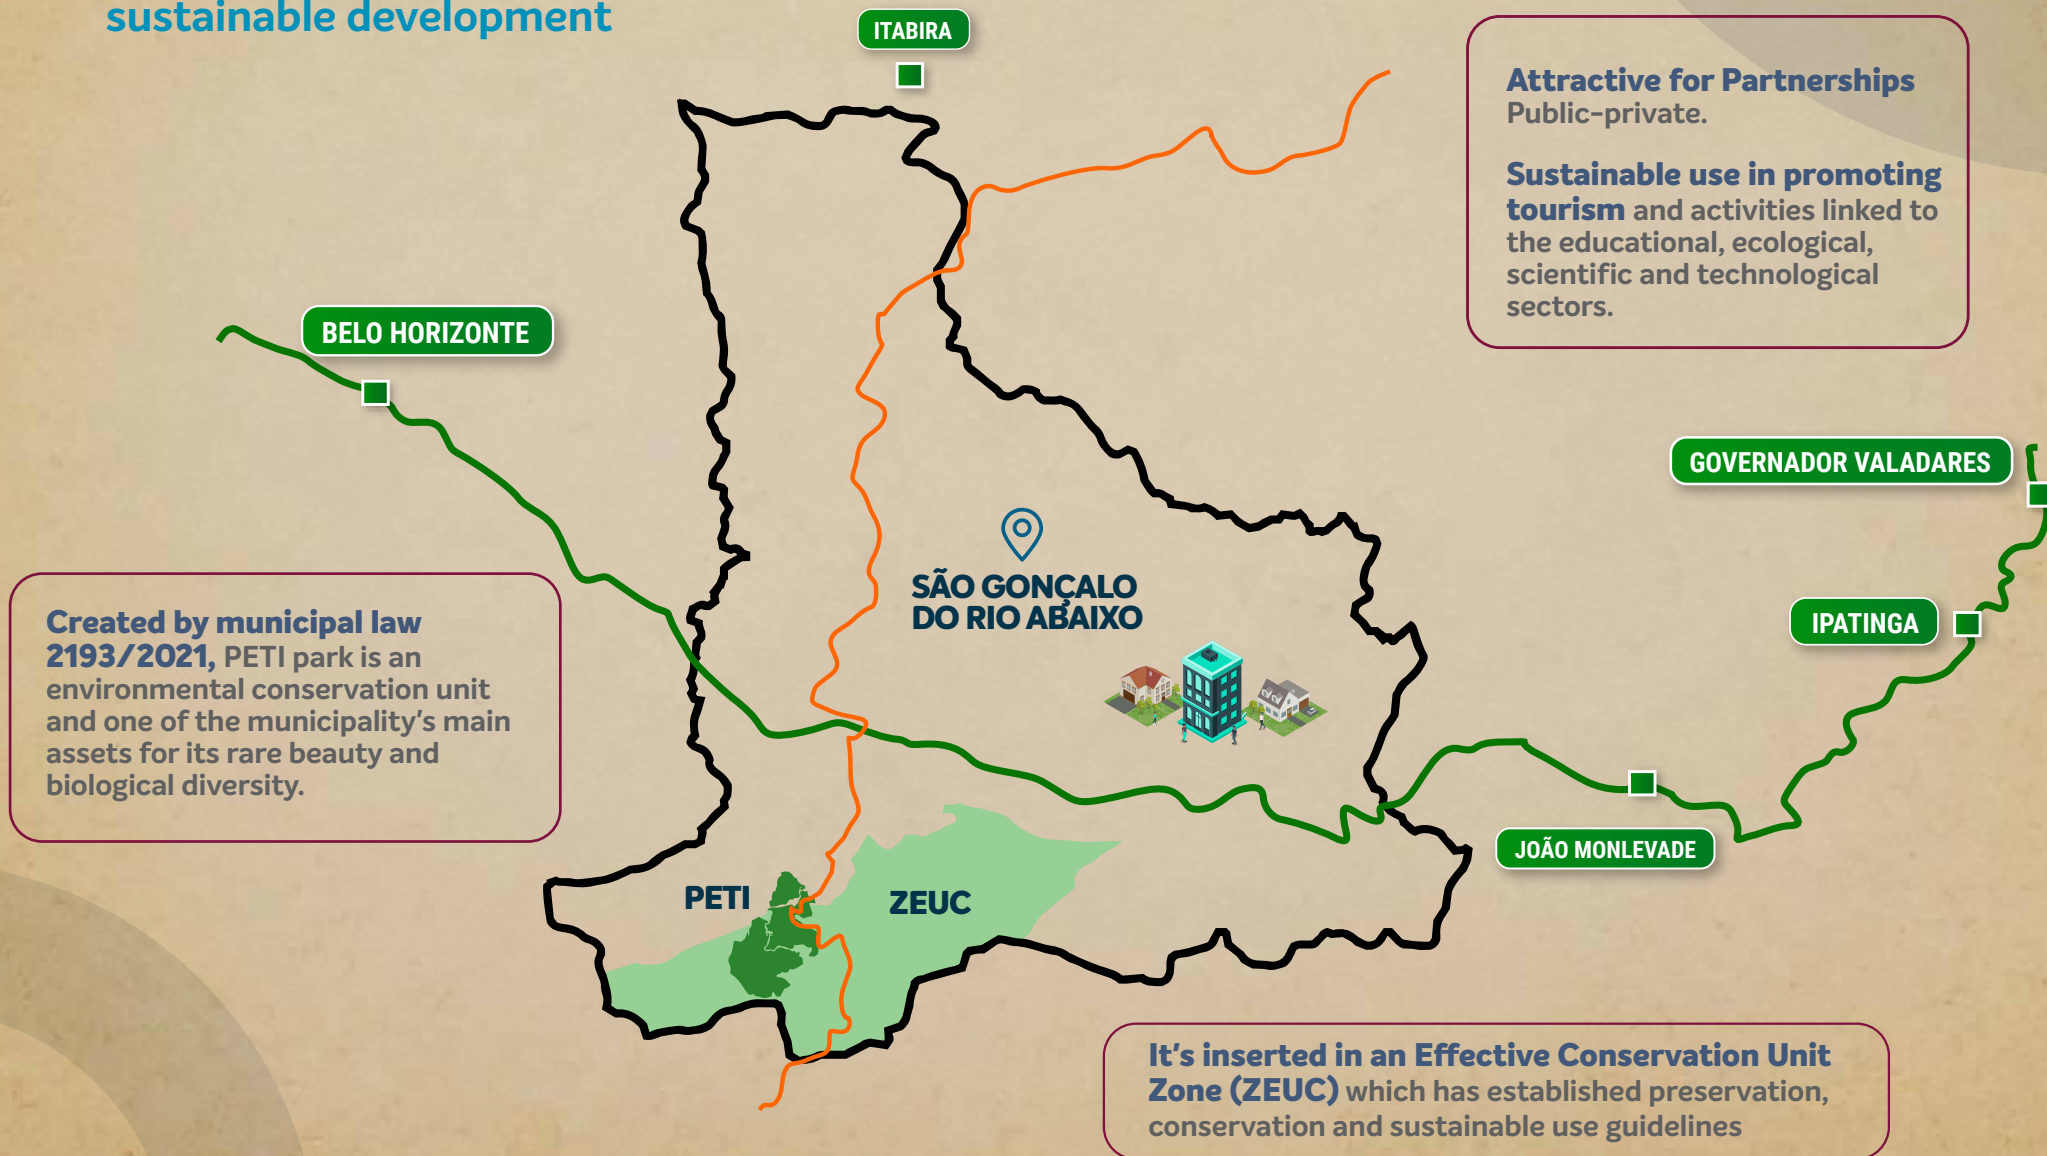 sustainable development
ITABIRA
Attractive for Partnerships
Public-private.
Sustainable use in promoting
tourism and activities linked to
the educational, ecological,
scientific and technological
sectors.
BELO HORIZONTE
GOVERNADOR VALADARES
SÃO GONÇALO
DO RIO ABAIXO
IPATINGA
Created by municipal law
2193/2021, PETI park is an
environmental conservation unit
and one of the municipality's main
assets for its rare beauty and
biological diversity.
JOÃO MONLEVADE
PETI
ZEUC
It's inserted in an Effective Conservation Unit
Zone (ZEUC) which has established preservation,
conservation and sustainable use guidelines